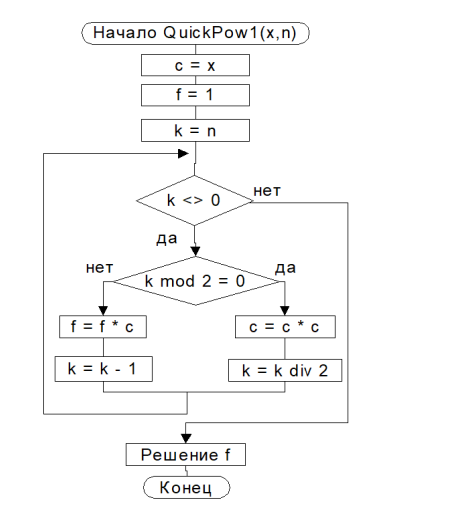 Начало QuickPow1(x,n)
c = x
f = 1
k = n
k <> 0
нет
да
k mod 2 = 0
нет
да
f = f * c
c = c * c
k = k - 1
k = k div 2
Решение f
Конец